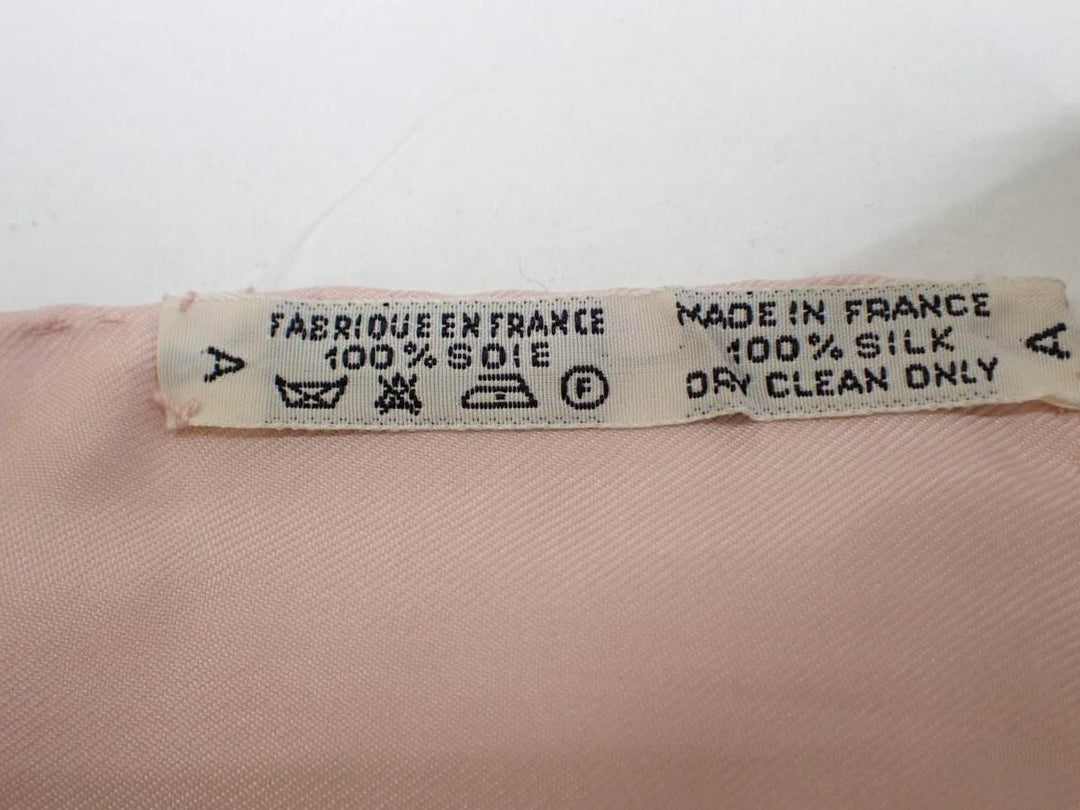 A
FABRIQUE EN FRANCE
100% SOIE
F
MADE IN FRANCE
100% SILK
DRY CLEAN ONLY
A